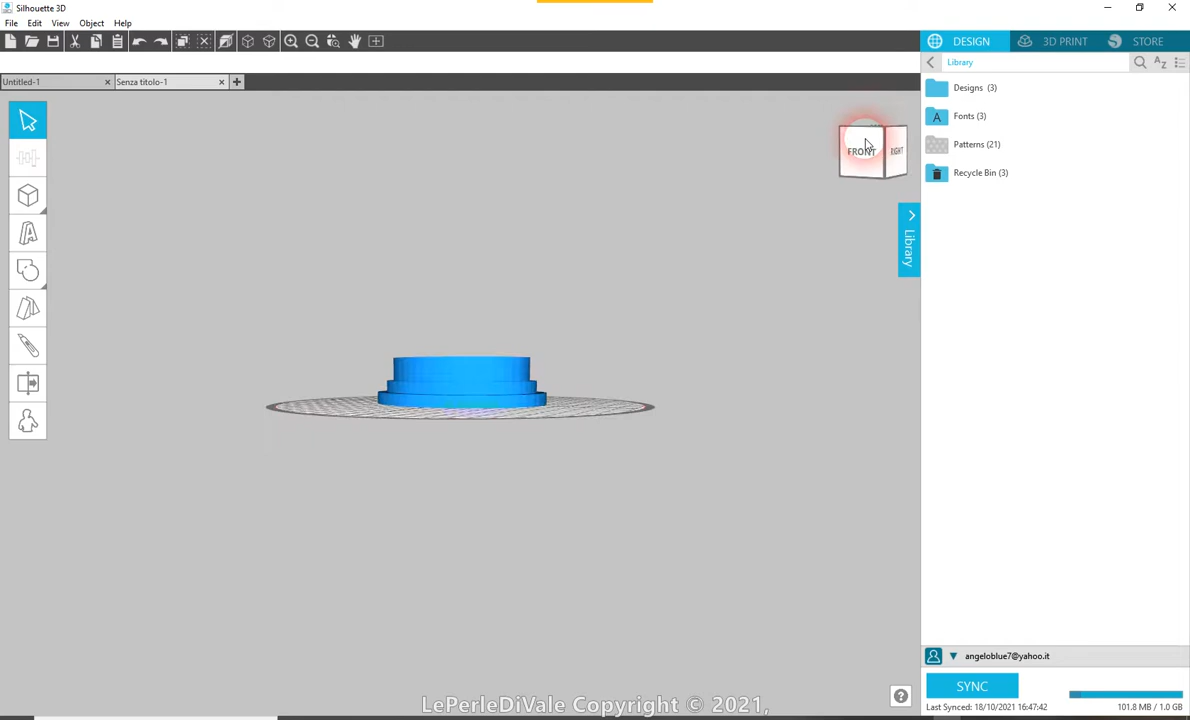 Silhouette 3D
File Edit View Object Help
DESIGN 3D PRINT STORE
Library
Untitled-1 Senza titolo-1
Designs (3)
Fonts (3)
Patterns (21)
Recycle Bin (3)
FRONT RIGHT
Library
angeloblue7@yahoo.it
SYNC
Last Synced: 18/10/2021 16:47:42 101.8 MB / 1.0 GB
LePerleDiVale Copyright © 2021,